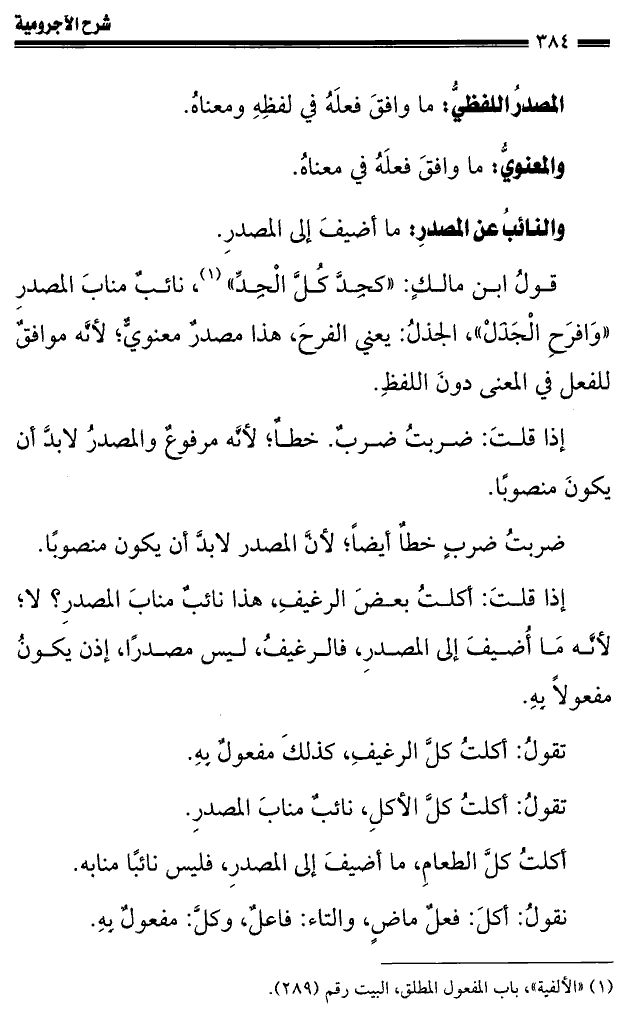 شرح الآجرومية
٣٨٤
المصدرُ اللفظيُّ: ما وافقَ فعلَهُ في لفظِهِ ومعناهُ.
والمعنويُّ: ما وافقَ فعلَهُ في معناهُ.
والنائبُ عن المصدرِ: ما أضيفَ إلى المصدرِ.
قولُ ابن مالكٍ: «كجِدَّ كُلَّ الْجِدِّ» (١)، نائبٌ منابَ المصدرِ
«وَافرَحِ الْجَذَلْ»، الجذلُ: يعني الفرحَ، هذا مصدرٌ معنويٌّ؛ لأنَّه موافقٌ
للفعل في المعنى دونَ اللفظِ.
إذا قلتَ: ضربتُ ضربٌ. خطأٌ؛ لأنَّه مرفوعٌ والمصدرُ لابدَّ أن
يكونَ منصوبًا.
ضربتُ ضربٍ خطأٌ أيضاً؛ لأنَّ المصدر لابدَّ أن يكون منصوبًا.
إذا قلتَ: أكلتُ بعضَ الرغيفِ، هذا نائبٌ منابَ المصدرِ؟ لا؛
لأنَّه مَا أُضيفَ إلى المصدرِ، فالرغيفُ، ليس مصدرًا، إذن يكونُ
مفعولاً بِهِ.
تقولُ: أكلتُ كلَّ الرغيفِ، كذلكَ مفعولٌ بِهِ.
تقولُ: أكلتُ كلَّ الأكلِ، نائبٌ منابَ المصدرِ.
أكلتُ كلَّ الطعامِ، ما أضيفَ إلى المصدرِ، فليس نائبًا منابه.
نقولُ: أكلَ: فعلٌ ماضٍ، والتاء: فاعلٌ، وكلَّ: مفعولٌ بِهِ.
(١) «الألفية»، باب المفعول المطلق، البيت رقم (٢٨٩).